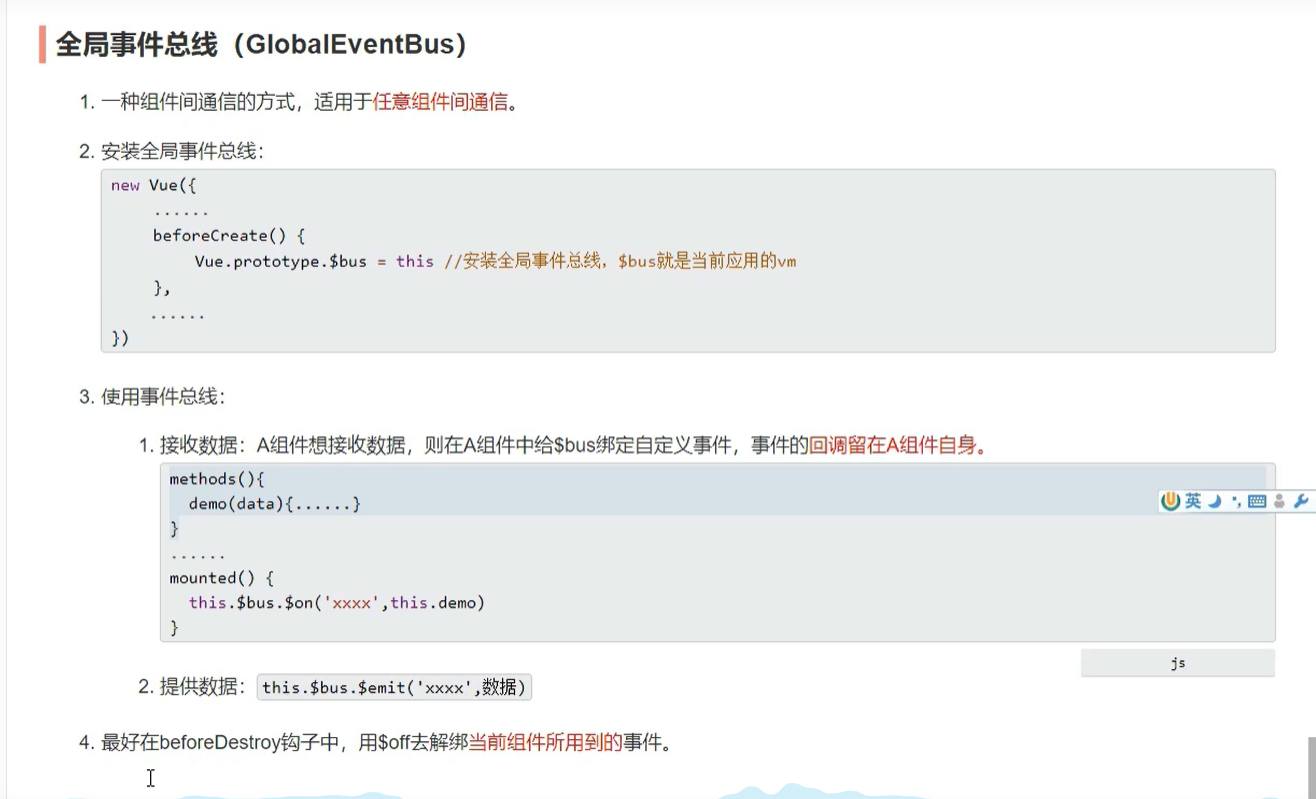 全局事件总线（GlobalEventBus）
1. 一种组件间通信的方式，适用于任意组件间通信。
2. 安装全局事件总线：
new Vue({
......
beforeCreate() {
Vue.prototype.$bus = this //安装全局事件总线，$bus就是当前应用的vm
},
......
})
3. 使用事件总线：
1. 接收数据：A组件想接收数据，则在A组件中给$bus绑定自定义事件，事件的回调留在A组件自身。
methods(){
demo(data){......}
}
......
mounted() {
this.$bus.$on('xxxx',this.demo)
}
英
js
2. 提供数据：this.$bus.$emit('xxxx',数据)
4. 最好在beforeDestroy钩子中，用$off去解绑当前组件所用到的事件。